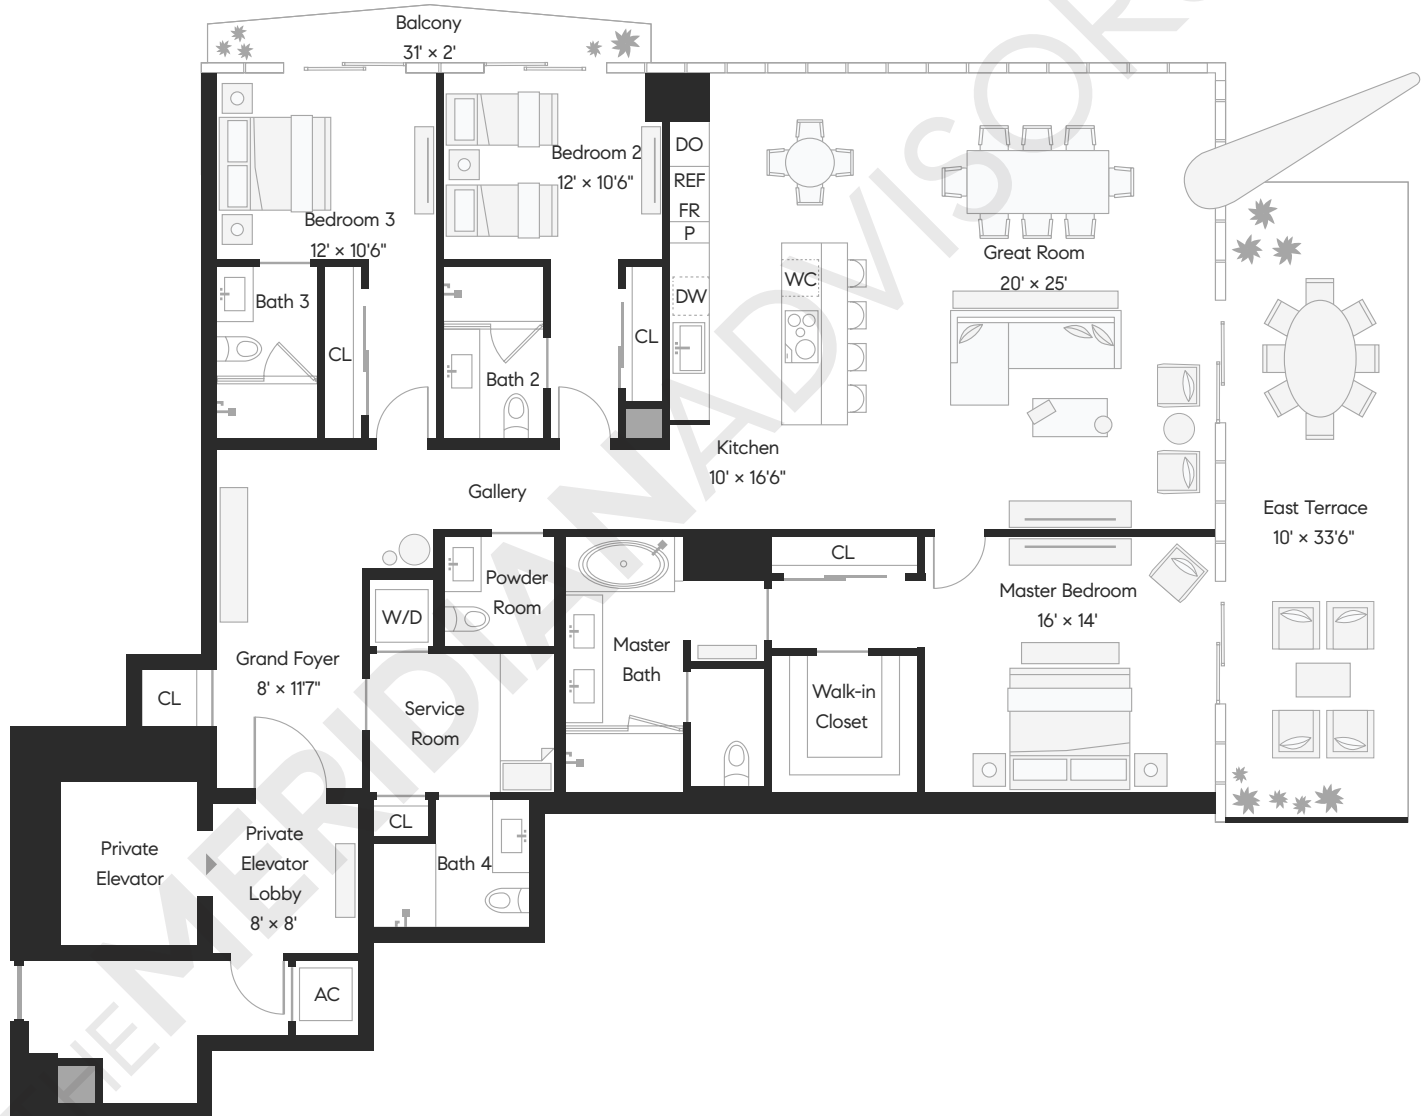 Balcony
31' × 2'
Bedroom 3
12' × 10'6"
Bedroom 2
12' × 10'6"
DO
REF
FR
P
DW
WC
Great Room
20' × 25'
Bath 3
CL
Bath 2
CL
Kitchen
10' × 16'6"
Gallery
East Terrace
10' × 33'6"
CL
Powder
Room
W/D
Master
Bath
Master Bedroom
16' × 14'
Grand Foyer
8' × 11'7"
CL
Service
Room
Walk-in
Closet
Private
Elevator
Private
Elevator
Lobby
8' × 8'
CL
Bath 4
AC
THE MERIDIAN ADVISORS